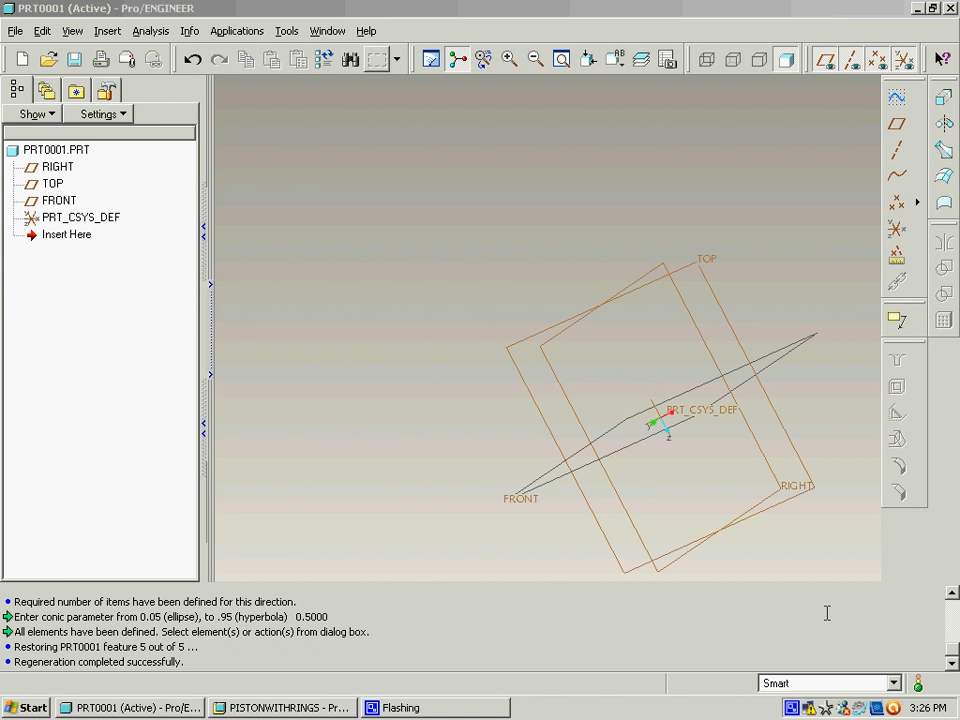 PRT0001 (Active) - Pro/ENGINEER
File Edit View Insert Analysis Info Applications Tools Window Help
Show Settings
PRT0001.PRT
RIGHT
TOP
FRONT
PRT_CSYS_DEF
Insert Here
TOP
PRT_CSYS_DEF
y
z
RIGHT
FRONT
Required number of items have been defined for this direction.
Enter conic parameter from 0.05 (ellipse), to .95 (hyperbola) 0.5000
All elements have been defined. Select element(s) or action(s) from dialog box.
Restoring PRT0001 feature 5 out of 5 ...
Regeneration completed successfully.
Smart
Start PRT0001 (Active) - Pro/E... PISTONWITHRINGS - Pr... Flashing 3:26 PM